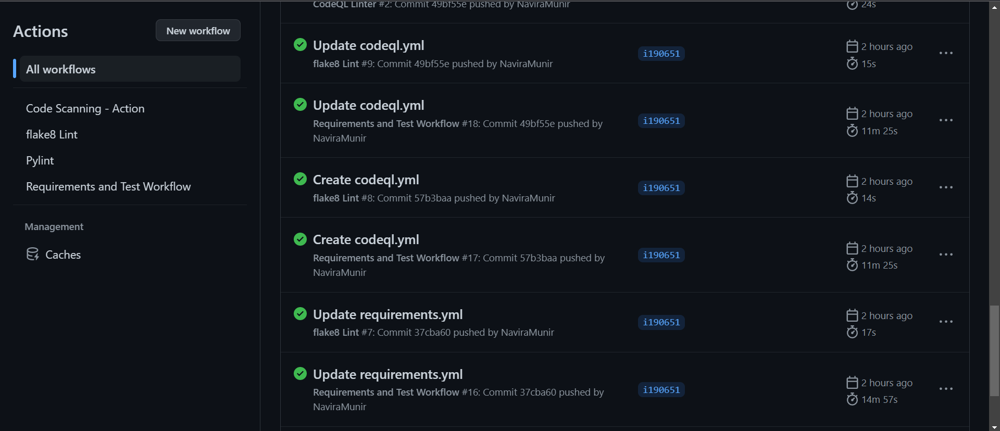 Actions
New workflow
All workflows
Code Scanning - Action
flake8 Lint
Pylint
Requirements and Test Workflow
Management
Caches
CodeQL Linter #2: Commit 49bf55e pushed by NaviraMunir
24s
Update codeql.yml
flake8 Lint #9: Commit 49bf55e pushed by NaviraMunir
i190651
2 hours ago
15s
Update codeql.yml
Requirements and Test Workflow #18: Commit 49bf55e pushed by
NaviraMunir
i190651
2 hours ago
11m 25s
Create codeql.yml
flake8 Lint #8: Commit 57b3baa pushed by NaviraMunir
i190651
2 hours ago
14s
Create codeql.yml
Requirements and Test Workflow #17: Commit 57b3baa pushed by
NaviraMunir
i190651
2 hours ago
11m 25s
Update requirements.yml
flake8 Lint #7: Commit 37cba60 pushed by NaviraMunir
i190651
2 hours ago
17s
Update requirements.yml
Requirements and Test Workflow #16: Commit 37cba60 pushed by
NaviraMunir
i190651
2 hours ago
14m 57s